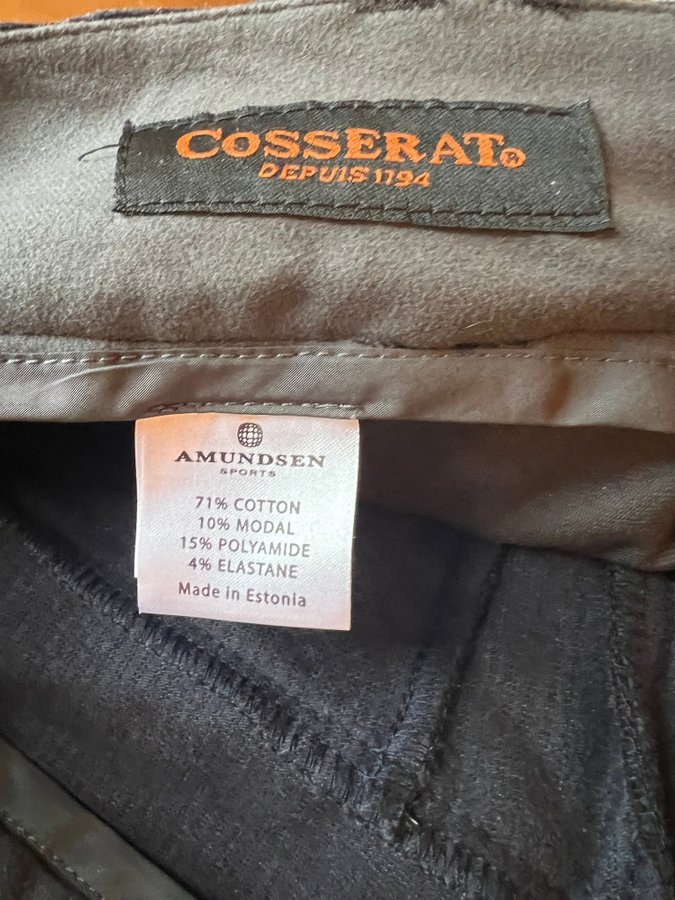 COSSERAT®
DEPUIS 1794
AMUNDSEN
SPORTS
71% COTTON
10% MODAL
15% POLYAMIDE
4% ELASTANE
Made in Estonia